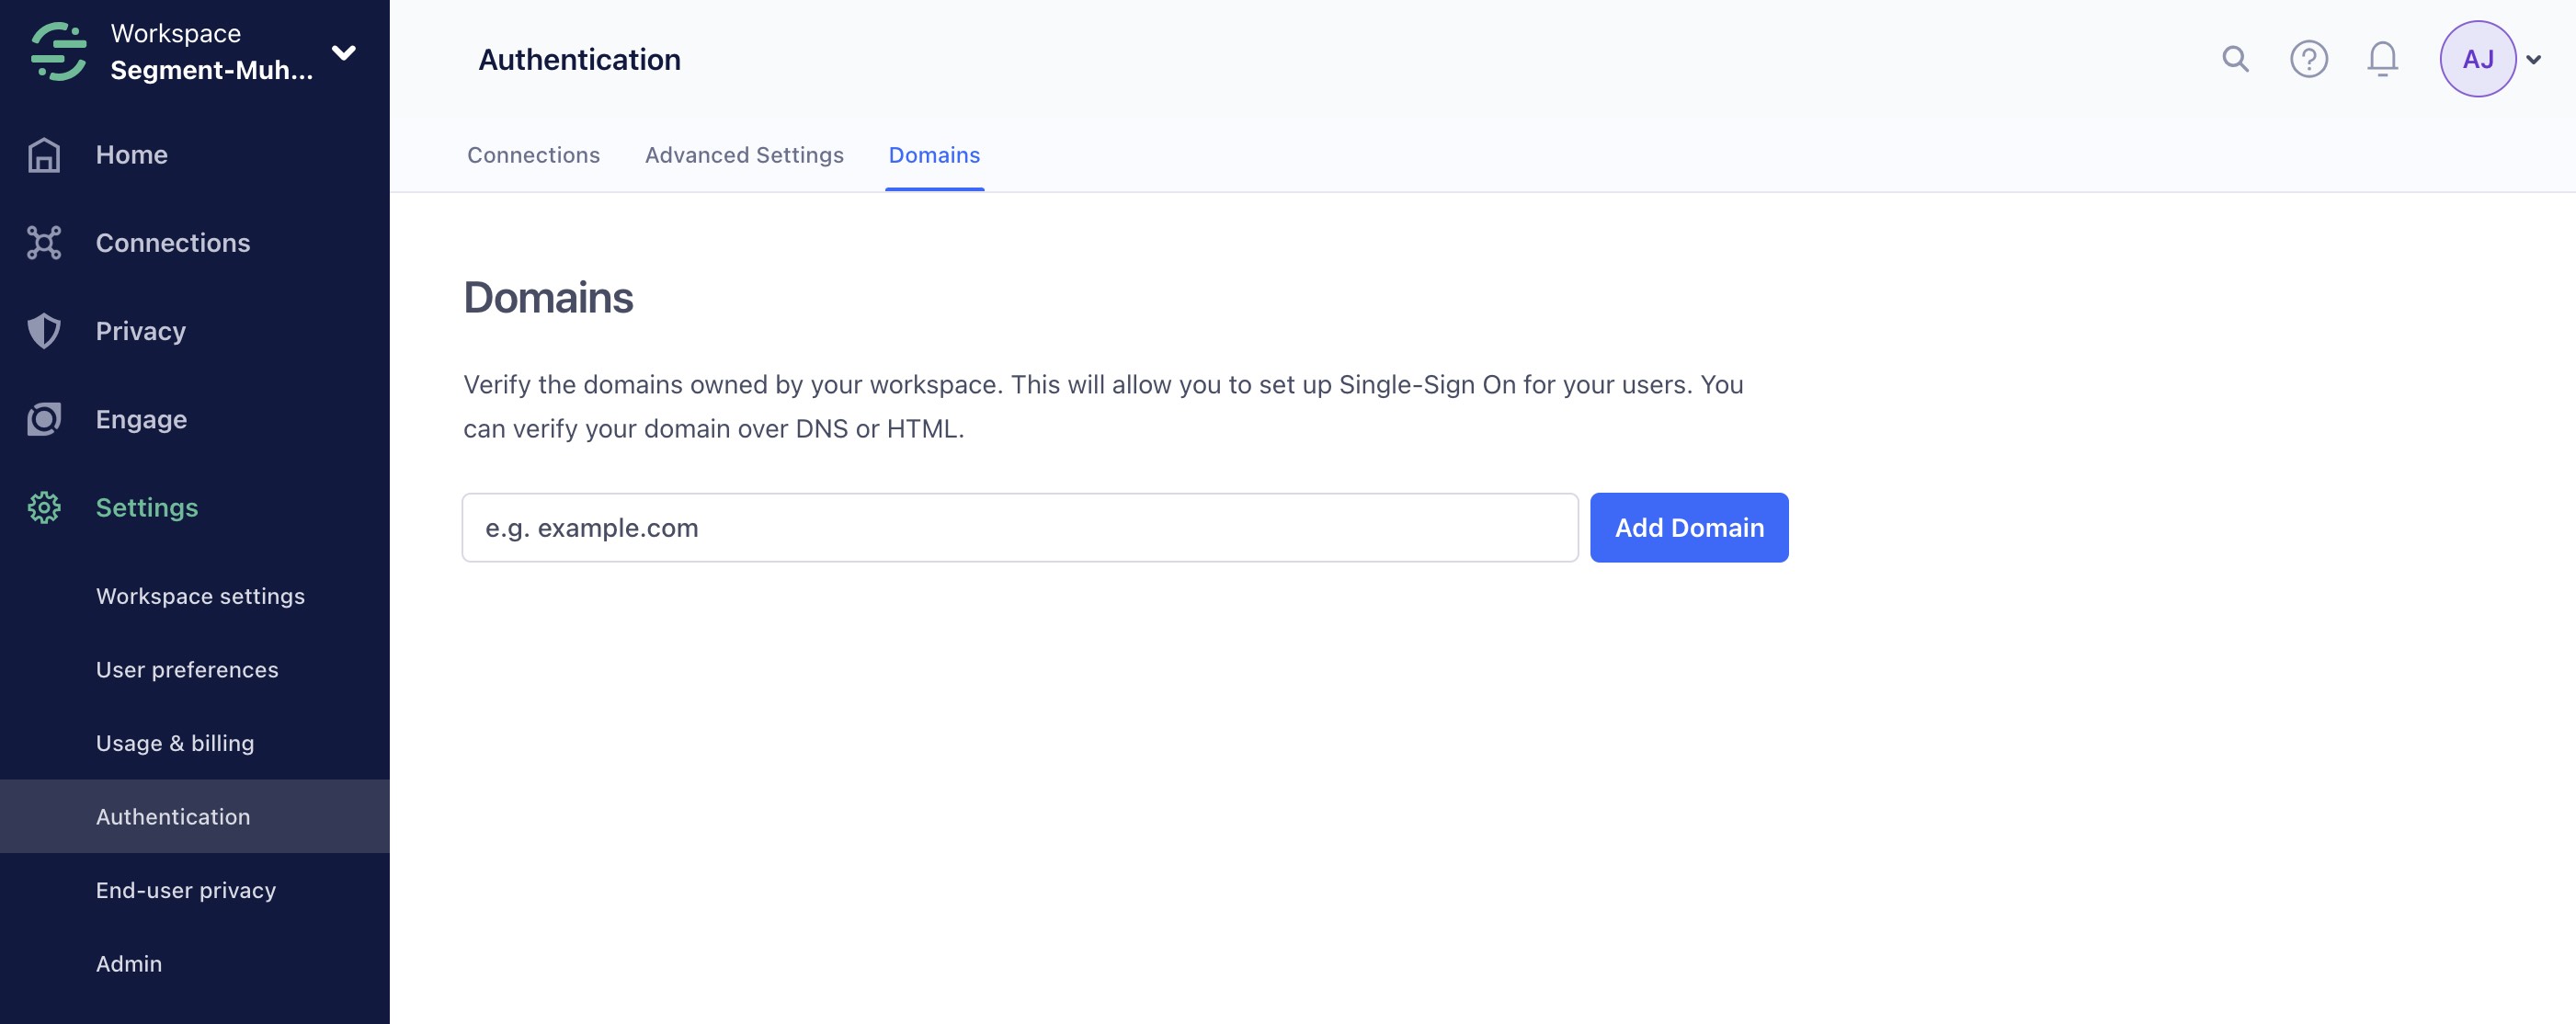 Workspace
Segment-Muh...
Home
Connections
Privacy
Engage
Settings
Workspace settings
User preferences
Usage & billing
Authentication
End-user privacy
Admin
Authentication
?
AJ
Connections
Advanced Settings
Domains
Domains
Verify the domains owned by your workspace. This will allow you to set up Single-Sign On for your users. You
can verify your domain over DNS or HTML.
e.g. example.com
Add Domain